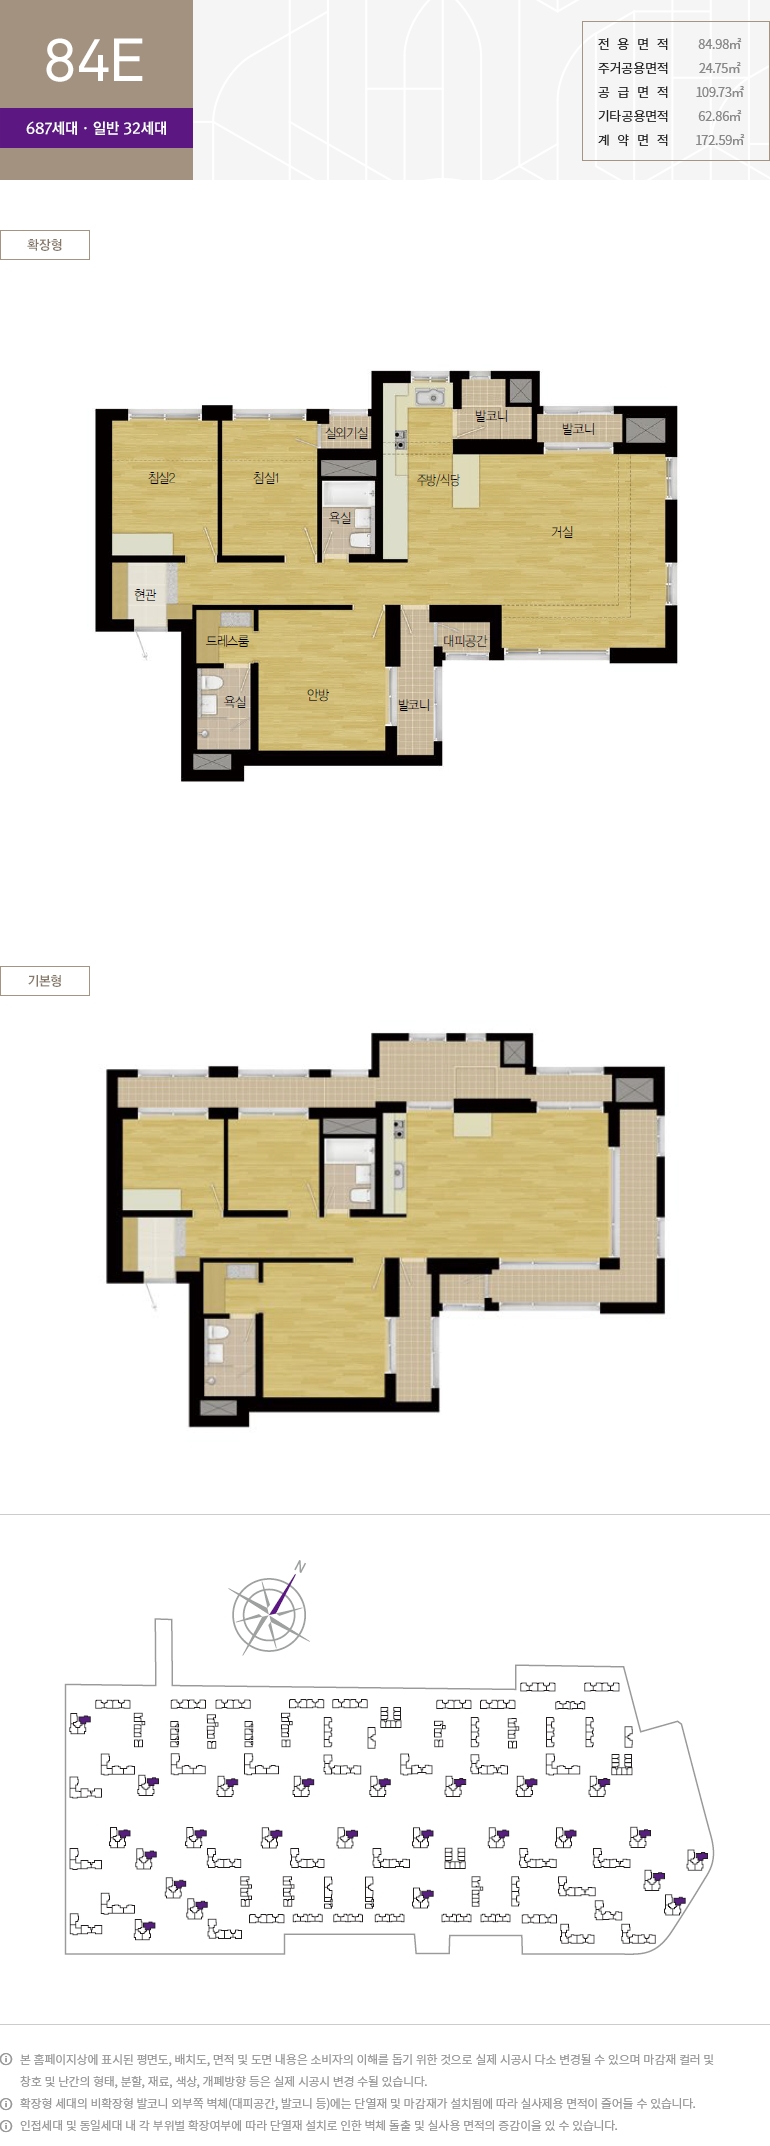 84E
687세대 · 일반 32세대
전 용 면 적 84.98㎡
주거공용면적 24.75㎡
공 급 면 적 109.73㎡
기타공용면적 62.86㎡
계 약 면 적 172.59㎡
확장형
발코니
발코니
실외기실
침실2
침실1
주방/식당
욕실
거실
현관
드레스룸
대피공간
안방
욕실
발코니
기본형
N
본 홈페이지상에 표시된 평면도, 배치도, 면적 및 도면 내용은 소비자의 이해를 돕기 위한 것으로 실제 시공시 다소 변경될 수 있으며 마감재 컬러 및
창호 및 난간의 형태, 분할, 재료, 색상, 개폐방향 등은 실제 시공시 변경 수될 있습니다.
확장형 세대의 비확장형 발코니 외부쪽 벽체(대피공간, 발코니 등)에는 단열재 및 마감재가 설치됨에 따라 실사제용 면적이 줄어들 수 있습니다.
인접세대 및 동일세대 내 각 부위별 확장여부에 따라 단열재 설치로 인한 벽체 돌출 및 실사용 면적의 증감이을 있 수 있습니다.